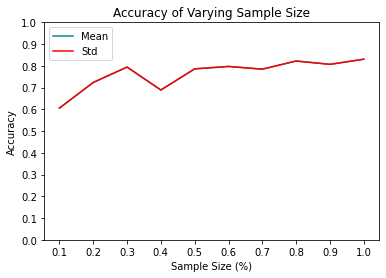 Accuracy of Varying Sample Size
1.0
0.9
0.8
0.7
0.6
0.5
0.4
0.3
0.2
0.1
0.0
Accuracy
Mean
Std
0.1 0.2 0.3 0.4 0.5 0.6 0.7 0.8 0.9 1.0
Sample Size (%)